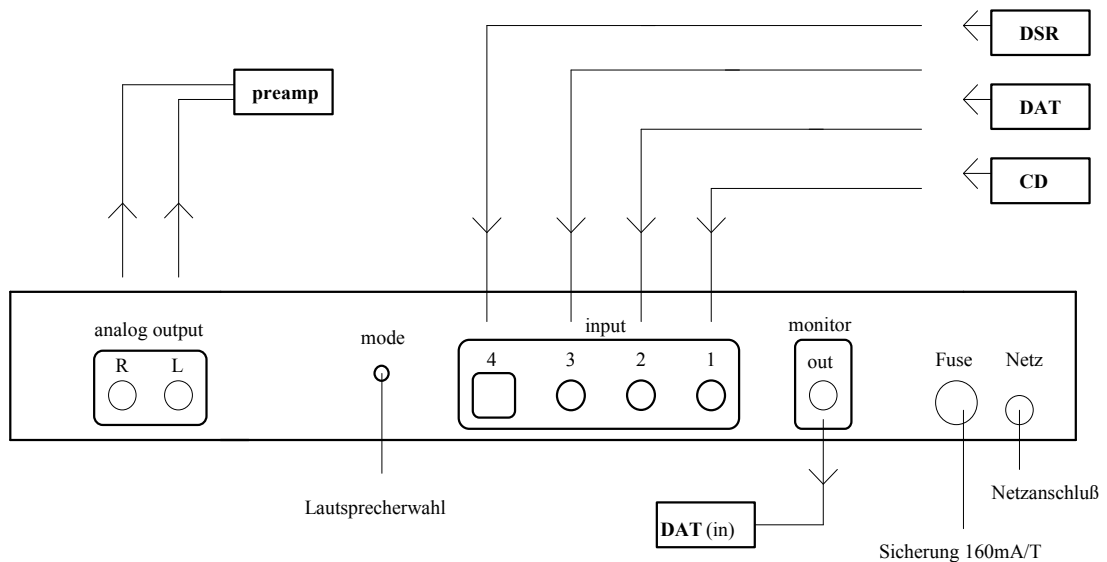 DSR
preamp
DAT
CD
analog output
R L
mode
input
4 3 2 1
monitor
out
Fuse
Netz
Lautsprecherwahl
DAT (in)
Netzanschluß
Sicherung 160mA/T